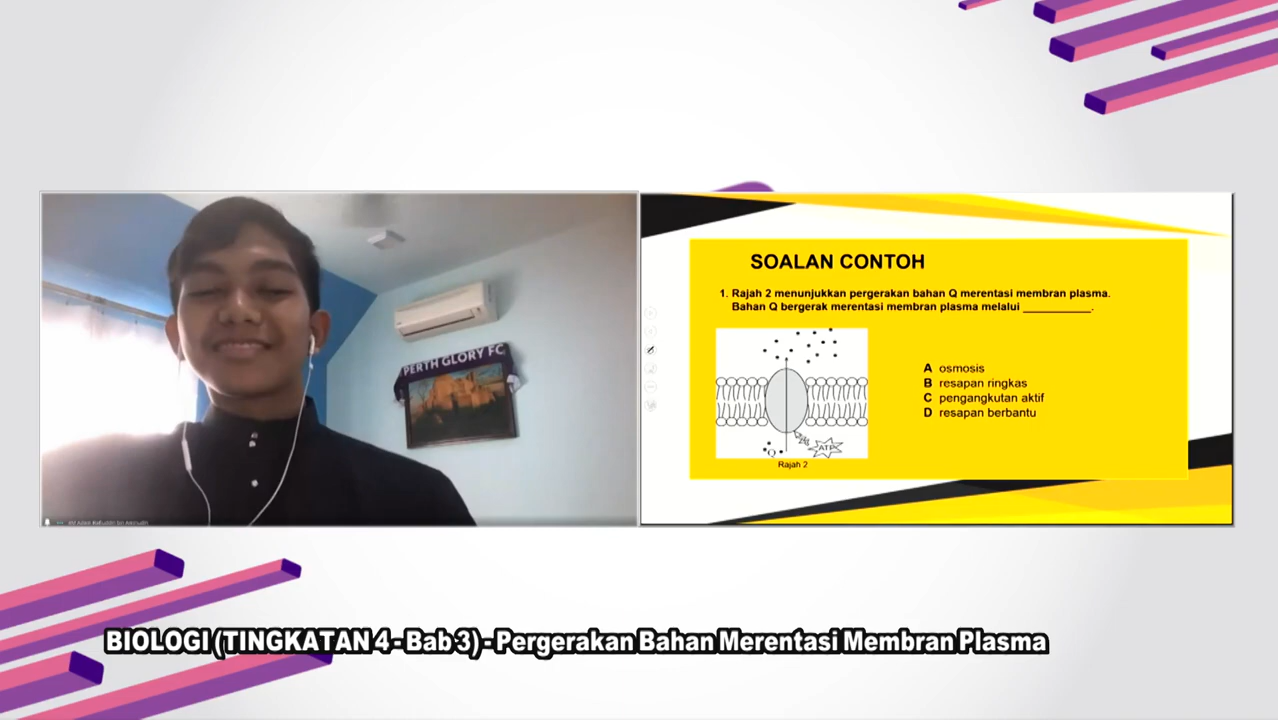 PERTH GLORY FC
SOALAN CONTOH
1. Rajah 2 menunjukkan pergerakan bahan Q merentasi membran plasma.
Bahan Q bergerak merentasi membran plasma melalui ____________.
A osmosis
B resapan ringkas
C pengangkutan aktif
D resapan berbantu
ATP
Q
Rajah 2
BIOLOGI (TINGKATAN 4 - Bab 3) - Pergerakan Bahan Merentasi Membran Plasma